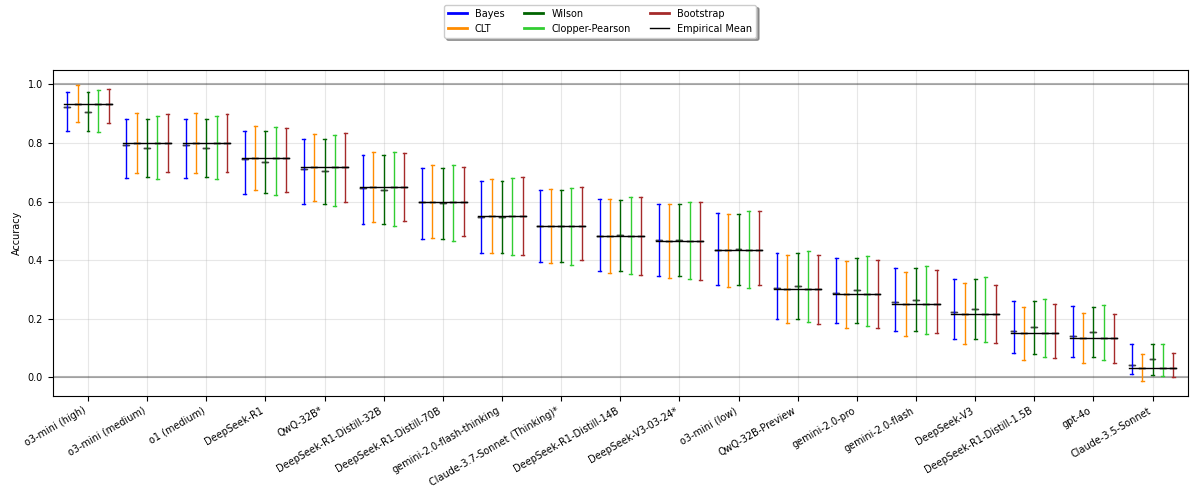 Bayes
CLT
Wilson
Clopper-Pearson
Bootstrap
Empirical Mean
Accuracy
1.0
0.8
0.6
0.4
0.2
0.0
o3-mini (high)
o3-mini (medium)
o1 (medium)
DeepSeek-R1
QwQ-32B*
DeepSeek-R1-Distill-32B
DeepSeek-R1-Distill-70B
gemini-2.0-flash-thinking
Claude-3.7-Sonnet (Thinking)*
DeepSeek-R1-Distill-14B
DeepSeek-V3-03-24*
o3-mini (low)
QwQ-32B-Preview
gemini-2.0-pro
gemini-2.0-flash
DeepSeek-V3
DeepSeek-R1-Distill-1.5B
gpt-4o
Claude-3.5-Sonnet